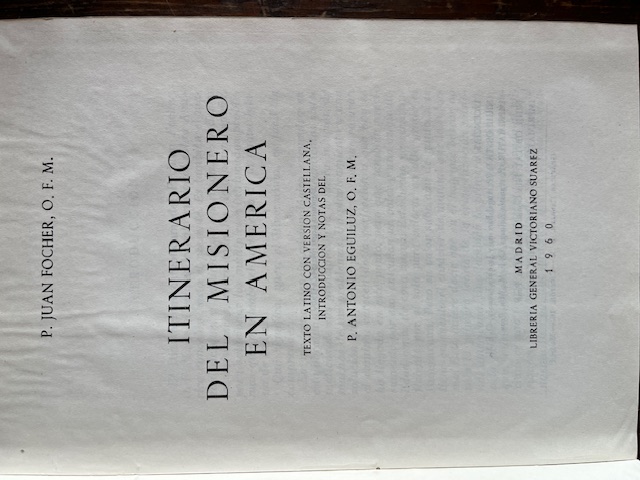 P. JUAN FOCHER, O. F. M.
ITINERARIO
DEL MISIONERO
EN AMERICA
TEXTO LATINO CON VERSION CASTELLANA,
INTRODUCCION Y NOTAS DEL
P. ANTONIO EGUILUZ, O. F. M.
MADRID
LIBRERIA GENERAL VICTORIANO SUAREZ
1960